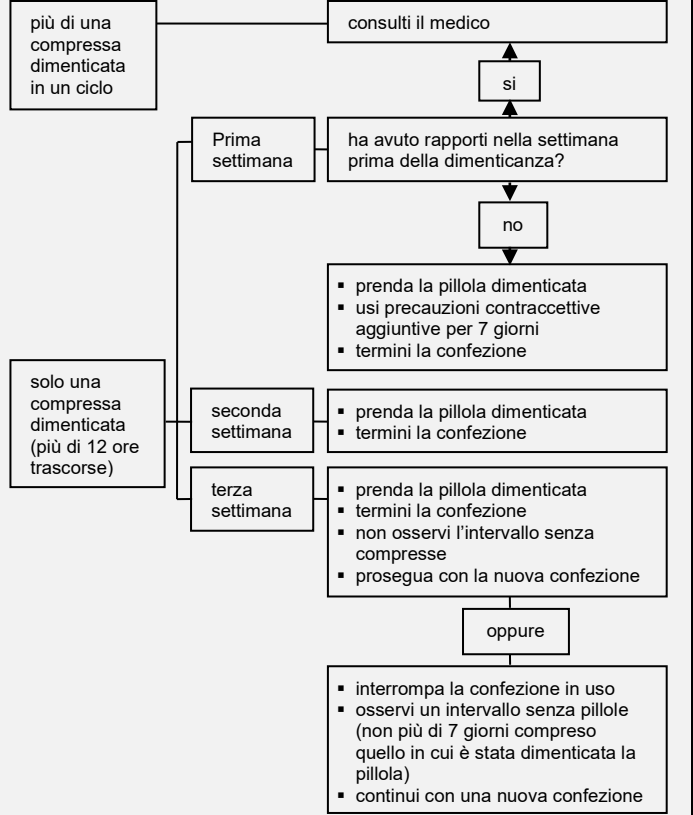 più di una
compressa
dimenticata
in un ciclo
consulti il medico
si
Prima
settimana
ha avuto rapporti nella settimana
prima della dimenticanza?
no
▪ prenda la pillola dimenticata
▪ usi precauzioni contraccettive
aggiuntive per 7 giorni
▪ termini la confezione
solo una
compressa
dimenticata
(più di 12 ore
trascorse)
seconda
settimana
▪ prenda la pillola dimenticata
▪ termini la confezione
terza
settimana
▪ prenda la pillola dimenticata
▪ termini la confezione
▪ non osservi l’intervallo senza
compresse
▪ prosegua con la nuova confezione
oppure
▪ interrompa la confezione in uso
▪ osservi un intervallo senza pillole
(non più di 7 giorni compreso
quello in cui è stata dimenticata la
pillola)
▪ continui con una nuova confezione